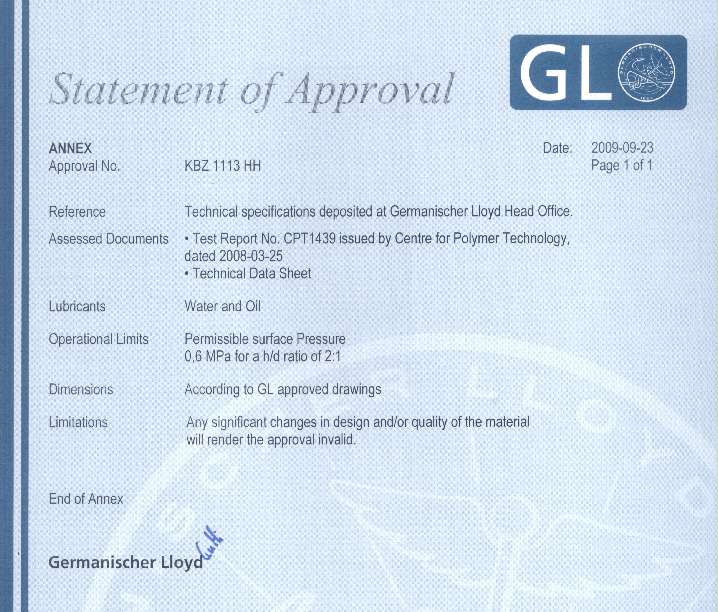 Statement of Approval
GL
ANNEX
Date: 2009-09-23
Approval No. KBZ 1113 HH
Page 1 of 1
Reference Technical specifications deposited at Germanischer Lloyd Head Office.
Assessed Documents • Test Report No. CPT1439 issued by Centre for Polymer Technology,
dated 2008-03-25
• Technical Data Sheet
Lubricants Water and Oil
Operational Limits Permissible surface Pressure
0,6 MPa for a h/d ratio of 2:1
Dimensions According to GL approved drawings
Limitations Any significant changes in design and/or quality of the material
will render the approval invalid.
End of Annex
Germanischer Lloyd